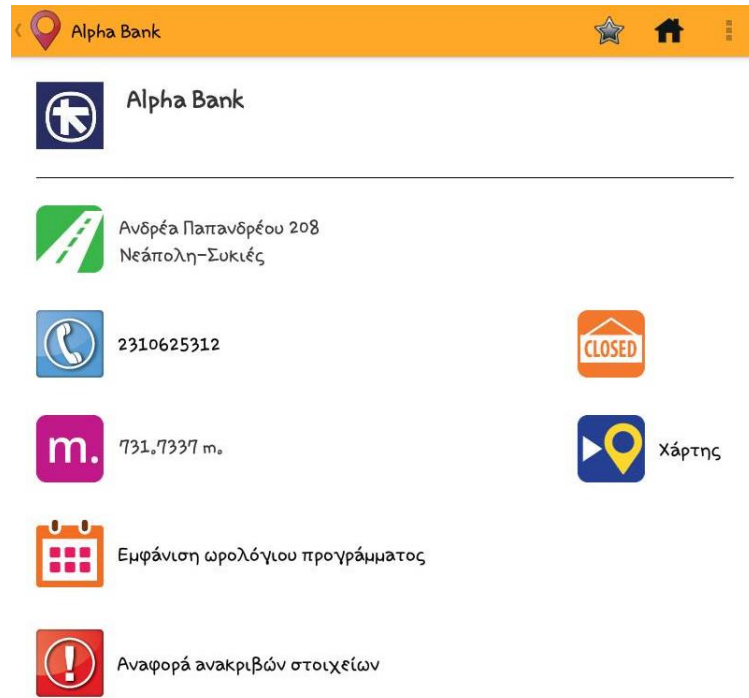 Alpha Bank
Alpha Bank
Ανδρέα Παπανδρέου 208
Νεάπολη-Συκιές
2310625312
CLOSED
m.
731.7337 m.
Χάρτης
Εμφάνιση ωρολόγιου προγράμματος
Αναφορά ανακριβών στοιχείων